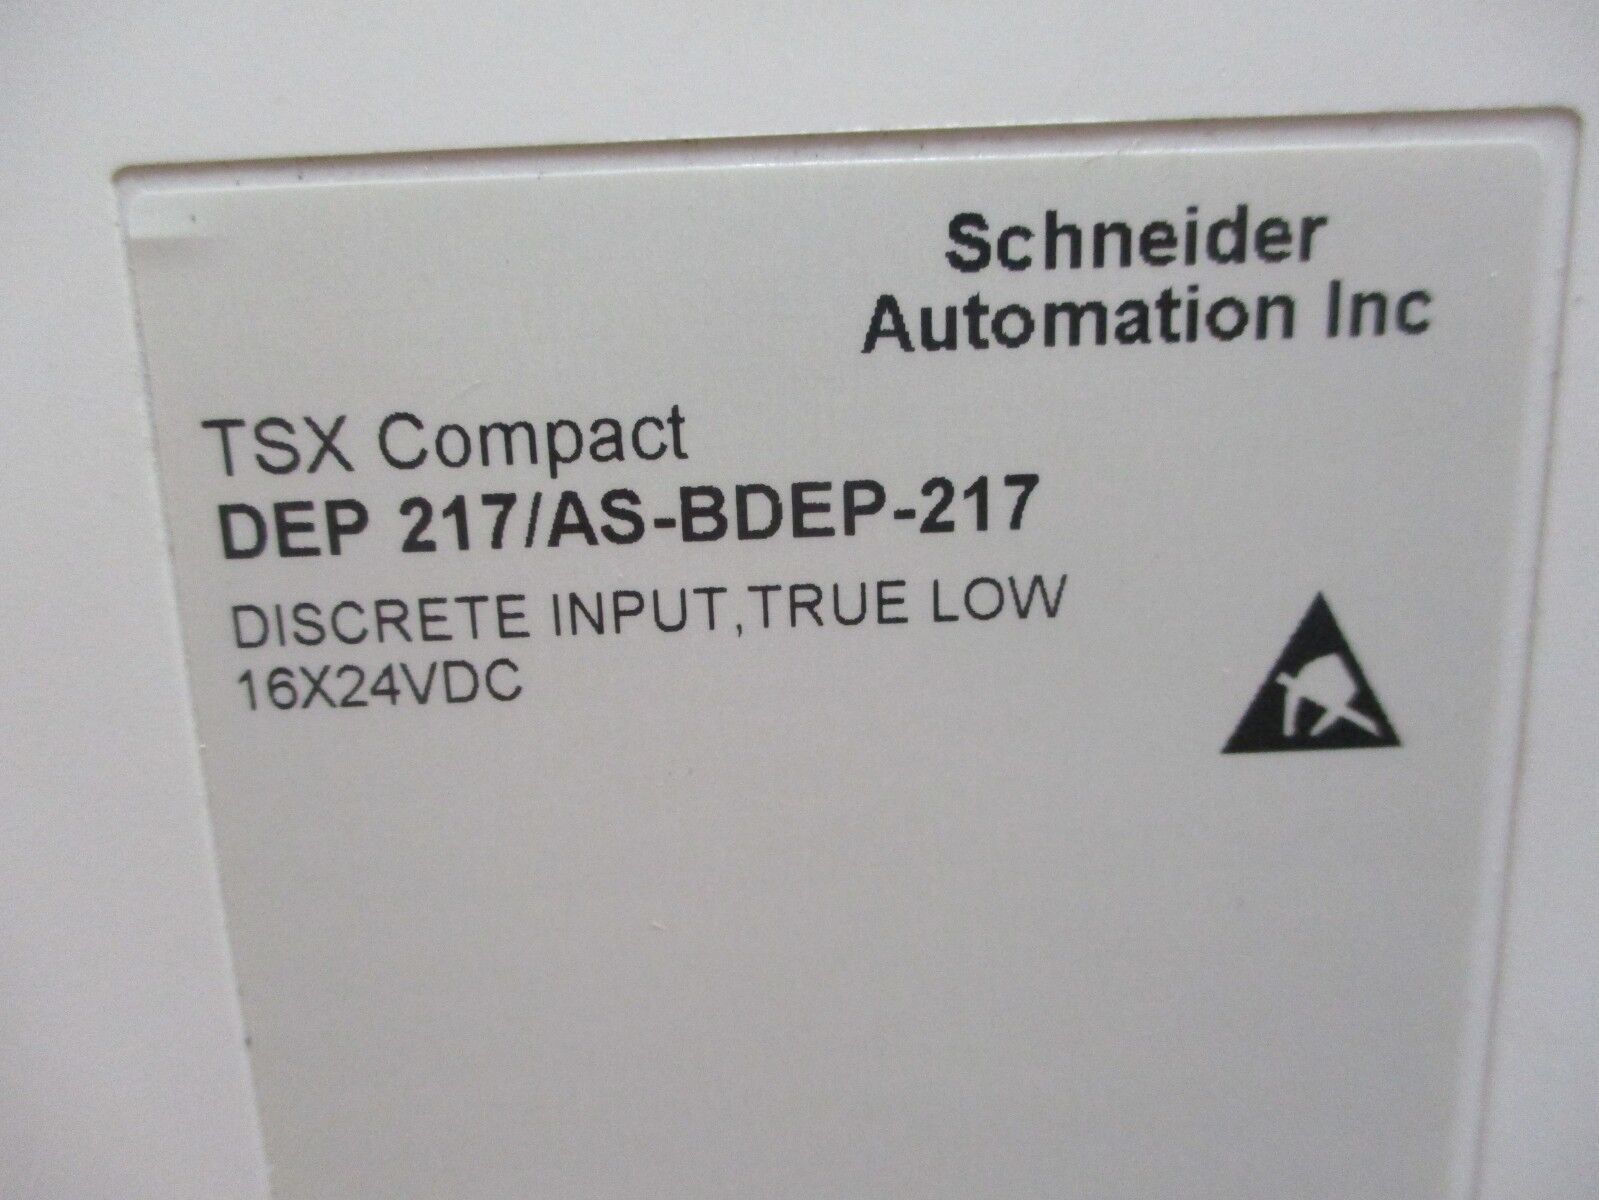 Schneider
Automation Inc
TSX Compact
DEP 217/AS-BDEP-217
DISCRETE INPUT,TRUE LOW
16X24VDC